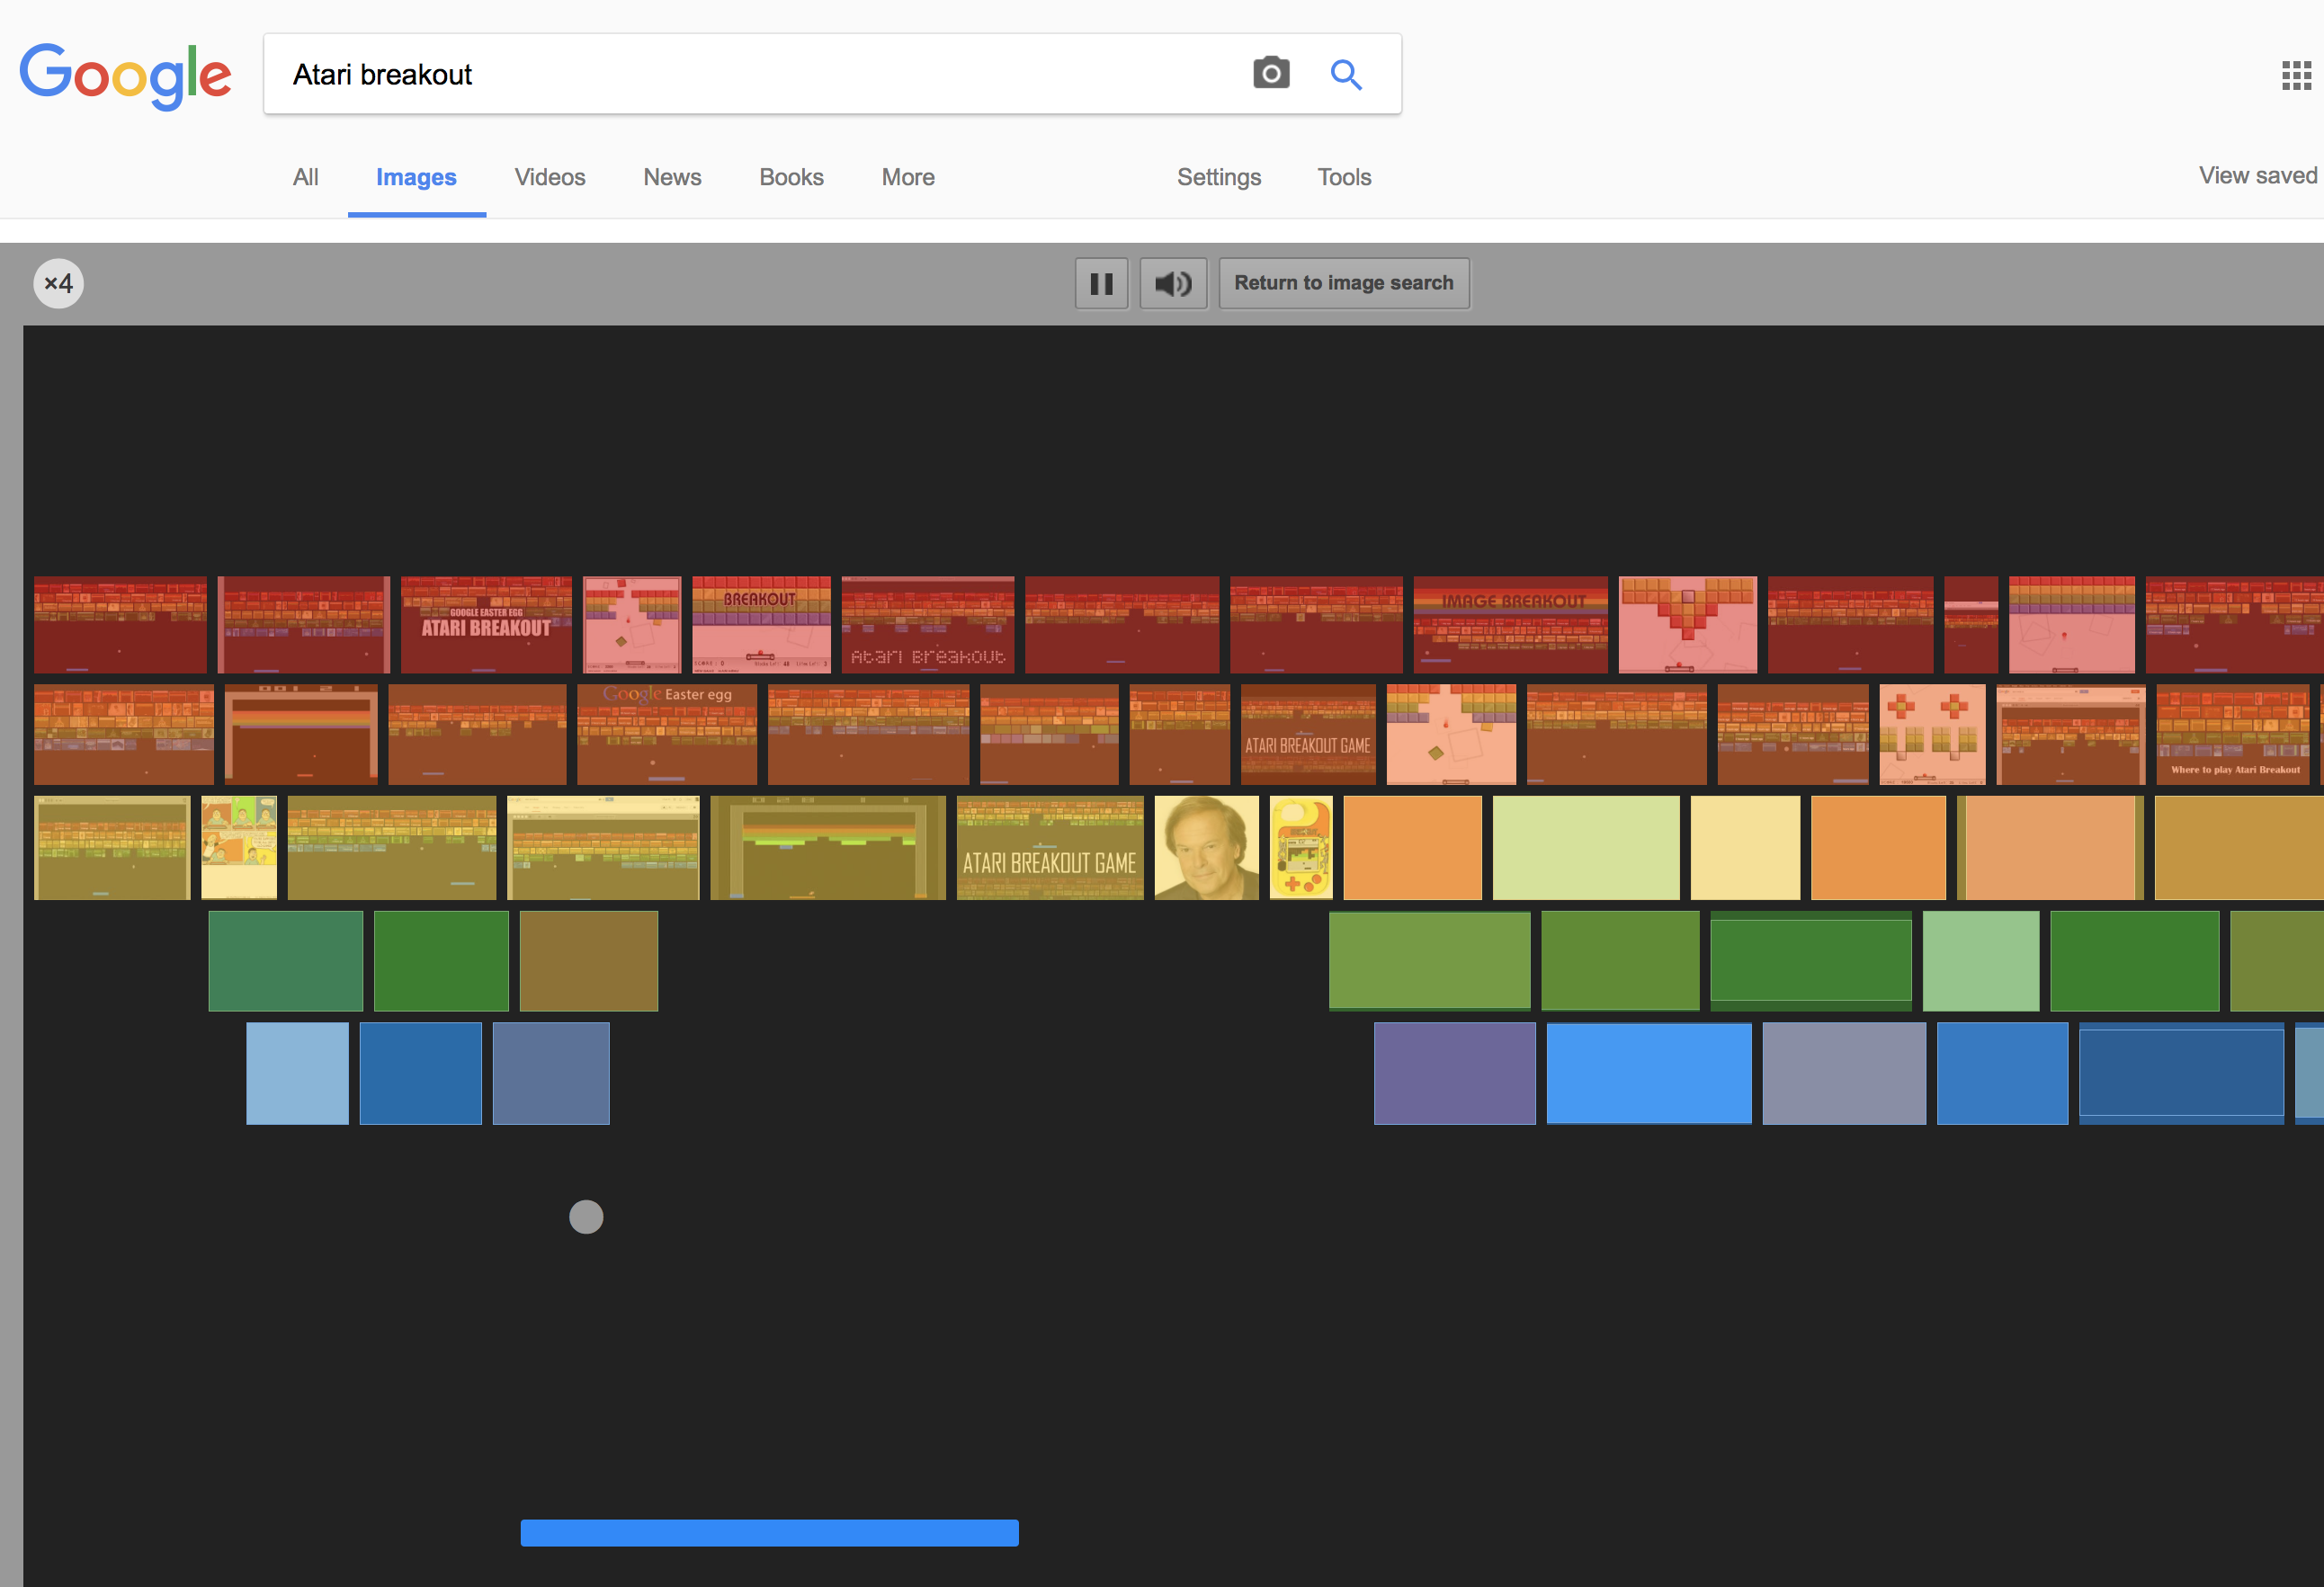 Google
Atari breakout
All Images Videos News Books More Settings Tools View saved
×4
Return to image search
GOOGLE EASTER EGG
ATARI BREAKOUT
BREAKOUT
Atari Breakout
IMAGE BREAKOUT
Google Easter egg
ATARI BREAKOUT GAME
Where to play Atari Breakout
ATARI BREAKOUT GAME